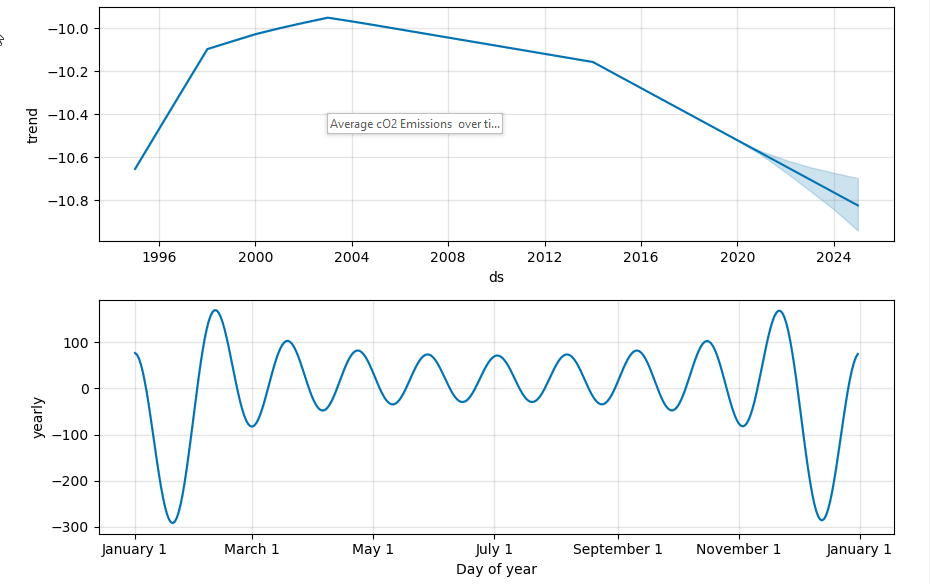 −10.0
−10.2
−10.4
−10.6
−10.8
trend
Average cO2 Emissions over ti...
1996 2000 2004 2008 2012 2016 2020 2024
ds
100
0
−100
−200
−300
yearly
January 1 March 1 May 1 July 1 September 1 November 1 January 1
Day of year